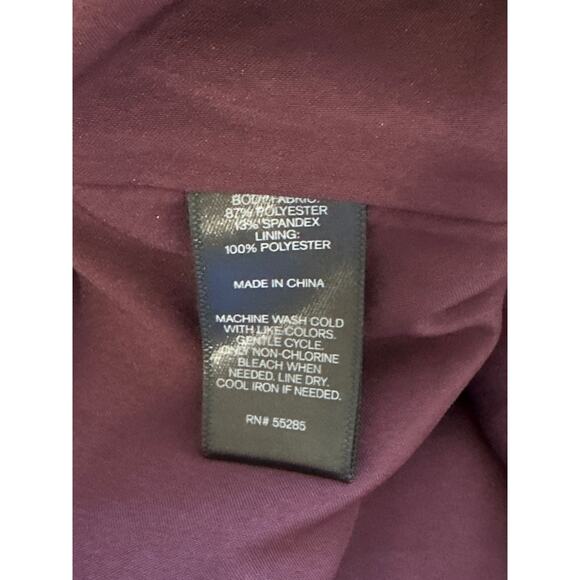 BODY FABRIC:
87% POLYESTER
13% SPANDEX
LINING:
100% POLYESTER
MADE IN CHINA
MACHINE WASH COLD
WITH LIKE COLORS.
GENTLE CYCLE.
ONLY NON-CHLORINE
BLEACH WHEN
NEEDED. LINE DRY.
COOL IRON IF NEEDED.
RN# 55285